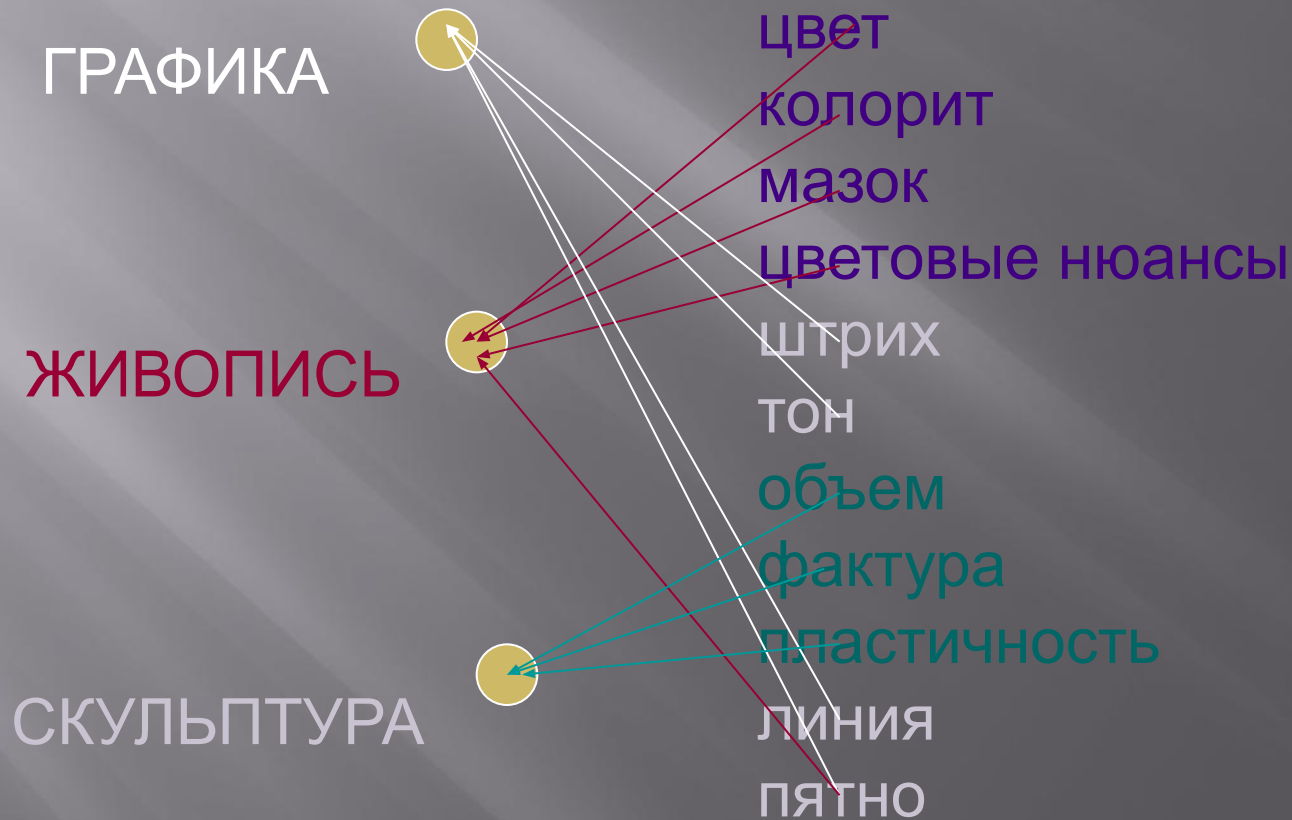 ГРАФИКА
ЖИВОПИСЬ
СКУЛЬПТУРА
цвет
колорит
мазок
цветовые нюансы
штрих
тон
объем
фактура
пластичность
линия
пятно